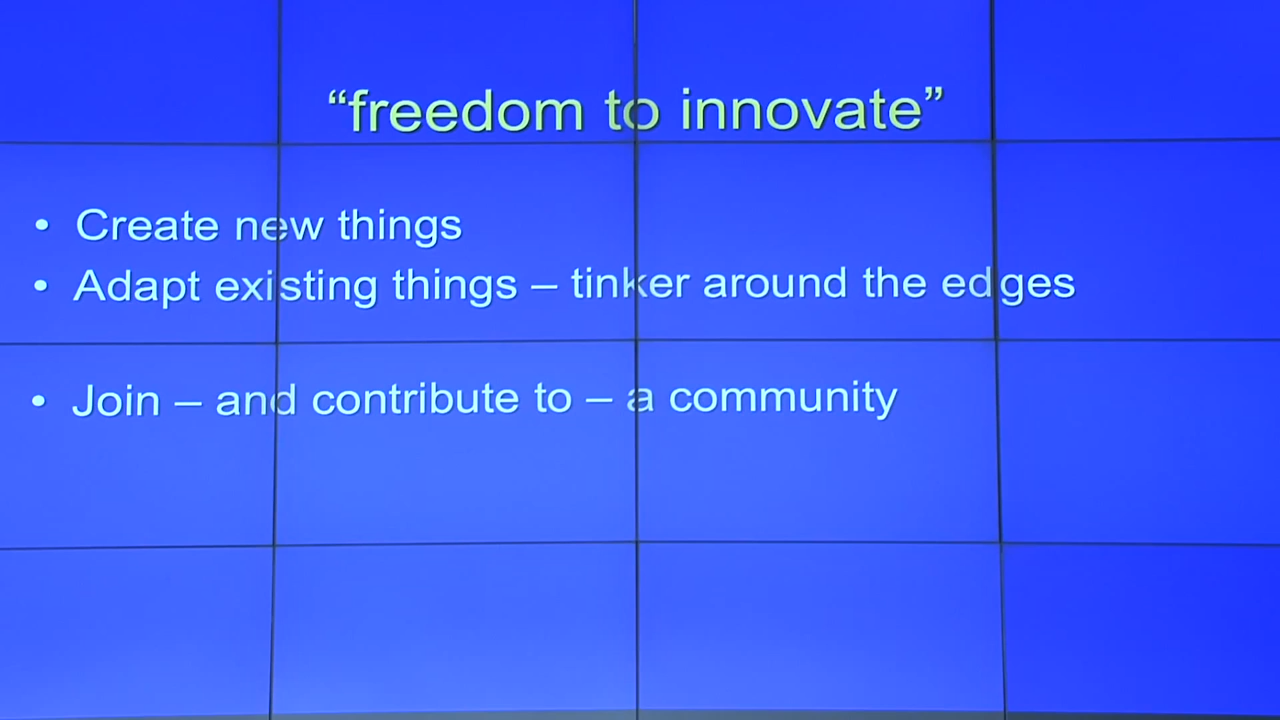 “freedom to innovate”
• Create new things
• Adapt existing things – tinker around the edges
• Join – and contribute to – a community